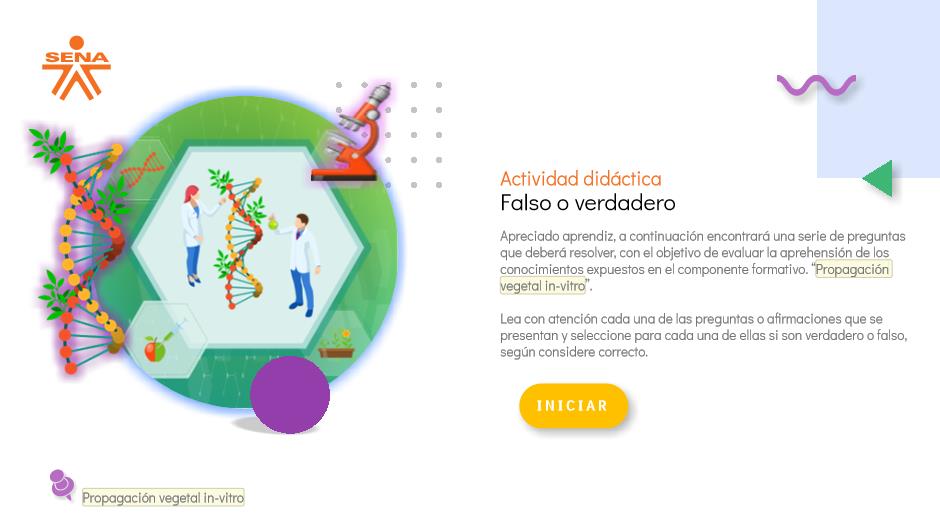 SENA
Actividad didáctica
Falso o verdadero
Apreciado aprendiz, a continuación encontrará una serie de preguntas
que deberá resolver, con el objetivo de evaluar la aprehensión de los
conocimientos expuestos en el componente formativo. “Propagación
vegetal in-vitro”.
Lea con atención cada una de las preguntas o afirmaciones que se
presentan y seleccione para cada una de ellas si son verdadero o falso,
según considere correcto.
INICIAR
Propagación vegetal in-vitro